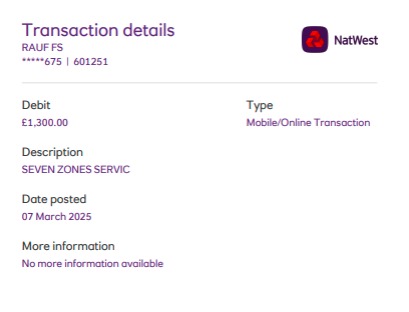 Transaction details
RAUF FS
*****675 | 601251
NatWest
Debit
£1,300.00
Type
Mobile/Online Transaction
Description
SEVEN ZONES SERVIC
Date posted
07 March 2025
More information
No more information available